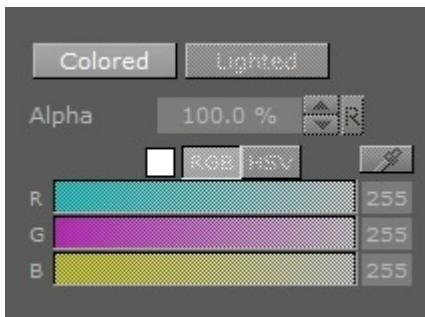 Colored Lighted
Alpha 100.0 % R
RGB HSV
R 255
G 255
B 255